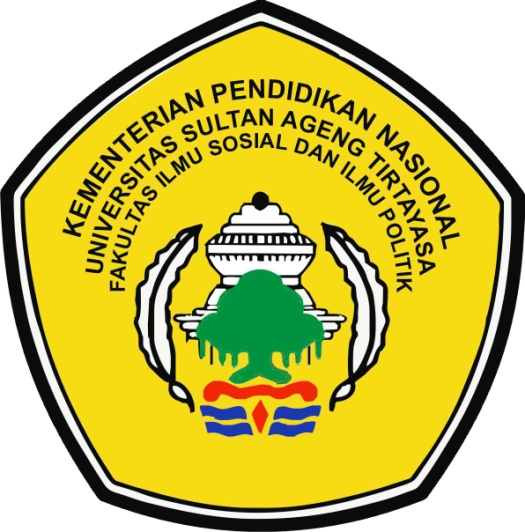 KEMENTERIAN PENDIDIKAN NASIONAL
UNIVERSITAS SULTAN AGENG TIRTAYASA
FAKULTAS ILMU SOSIAL DAN ILMU POLITIK